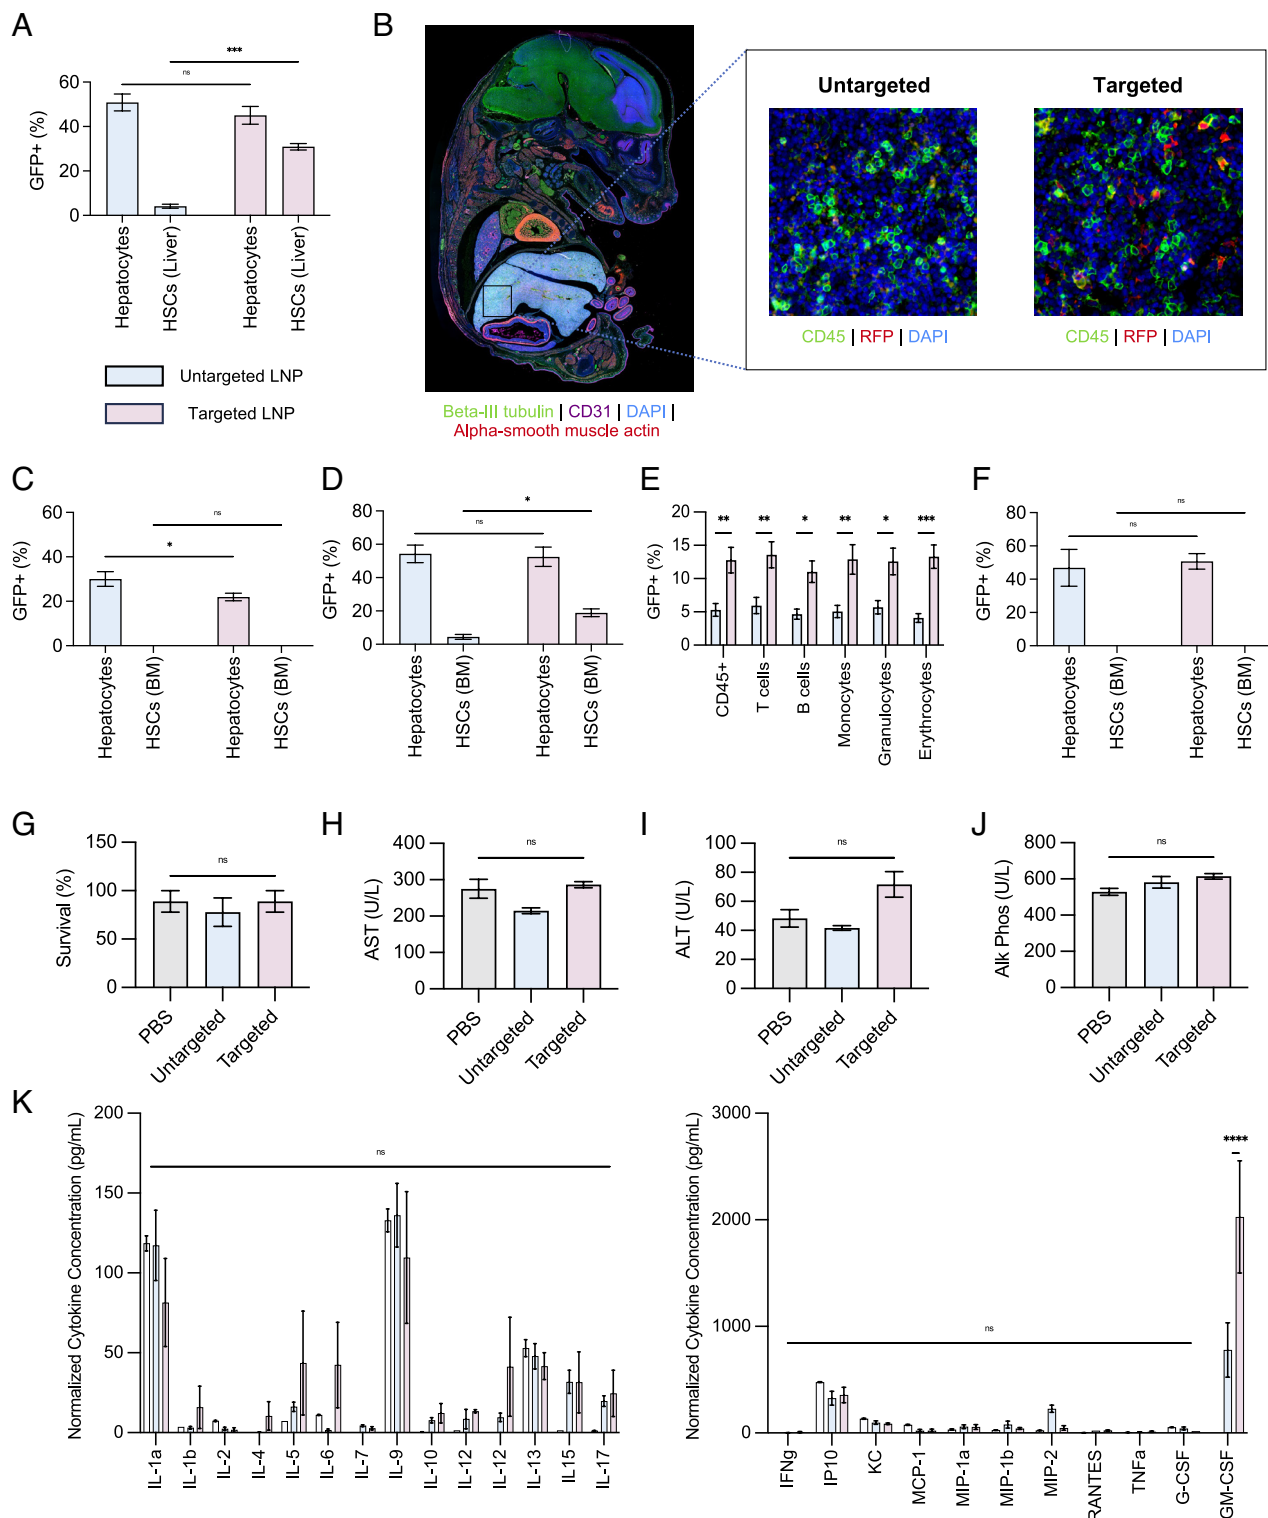 A
***
ns
60
40
20
0
GFP+ (%)
Hepatocytes
HSCs (Liver)
Hepatocytes
HSCs (Liver)
Untargeted LNP
Targeted LNP
B
Untargeted
Targeted
CD45 | RFP | DAPI
CD45 | RFP | DAPI
Beta-III tubulin | CD31 | DAPI |
Alpha-smooth muscle actin
C
ns
*
60
40
20
0
GFP+ (%)
Hepatocytes
HSCs (BM)
Hepatocytes
HSCs (BM)
D
*
ns
80
60
40
20
0
GFP+ (%)
Hepatocytes
HSCs (BM)
Hepatocytes
HSCs (BM)
E
** ** * ** * ***
20
15
10
5
0
GFP+ (%)
CD45+
T cells
B cells
Monocytes
Granulocytes
Erythrocytes
F
ns
ns
80
60
40
20
0
GFP+ (%)
Hepatocytes
HSCs (BM)
Hepatocytes
HSCs (BM)
G
ns
150
100
50
0
Survival (%)
PBS
Untargeted
Targeted
H
ns
400
300
200
100
0
AST (U/L)
PBS
Untargeted
Targeted
I
ns
100
80
60
40
20
0
ALT (U/L)
PBS
Untargeted
Targeted
J
ns
800
600
400
200
0
Alk Phos (U/L)
PBS
Untargeted
Targeted
K
ns
200
150
100
50
0
Normalized Cytokine Concentration (pg/mL)
IL-1a
IL-1b
IL-2
IL-4
IL-5
IL-6
IL-7
IL-9
IL-10
IL-12
IL-12
IL-13
IL15
IL-17
****
ns
3000
2000
1000
0
Normalized Cytokine Concentration (pg/mL)
IFNg
IP10
KC
MCP-1
MIP-1a
MIP-1b
MIP-2
RANTES
TNFa
G-CSF
GM-CSF